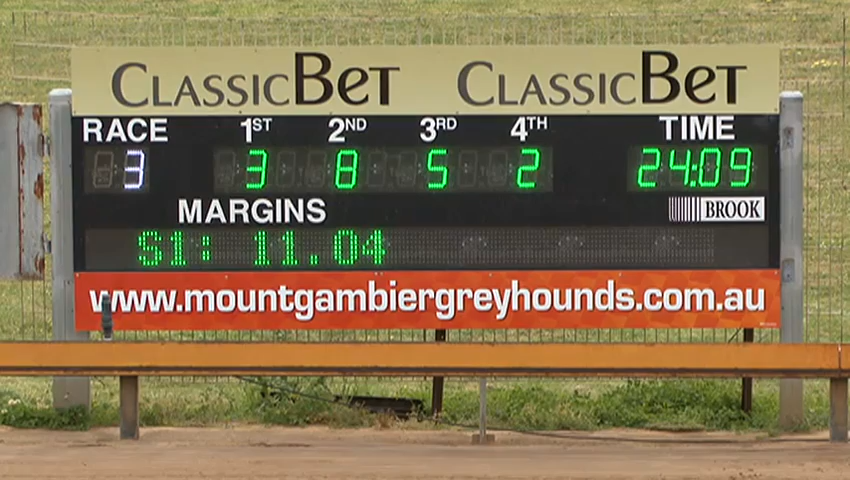 CLASSICBET CLASSICBET
RACE 1ST 2ND 3RD 4TH TIME
3 3 8 5 2 24:09
MARGINS BROOK
S1: 11.04
www.mountgambiergreyhounds.com.au